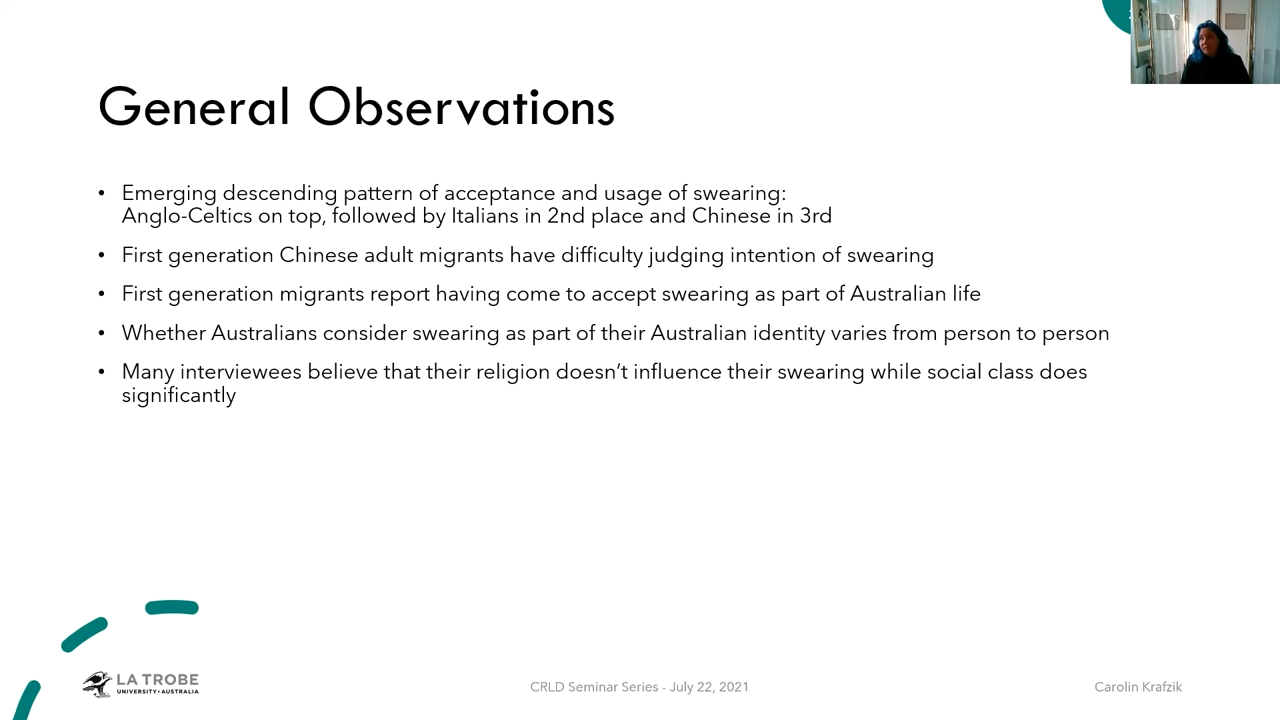 General Observations
• Emerging descending pattern of acceptance and usage of swearing:
Anglo-Celtics on top, followed by Italians in 2nd place and Chinese in 3rd
• First generation Chinese adult migrants have difficulty judging intention of swearing
• First generation migrants report having come to accept swearing as part of Australian life
• Whether Australians consider swearing as part of their Australian identity varies from person to person
• Many interviewees believe that their religion doesn’t influence their swearing while social class does
significantly
LA TROBE
UNIVERSITY • AUSTRALIA
CRLD Seminar Series - July 22, 2021
Carolin Krafzik